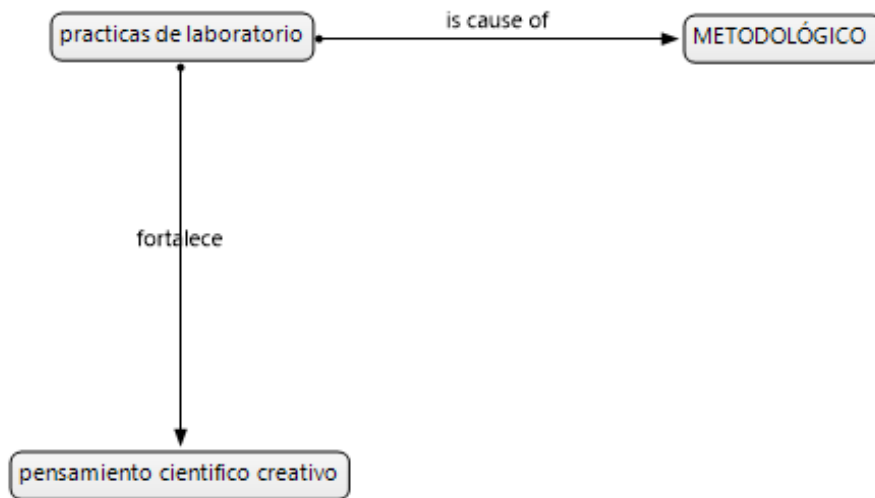 is cause of
practicas de laboratorio
METODOLÓGICO
fortalece
pensamiento cientifico creativo